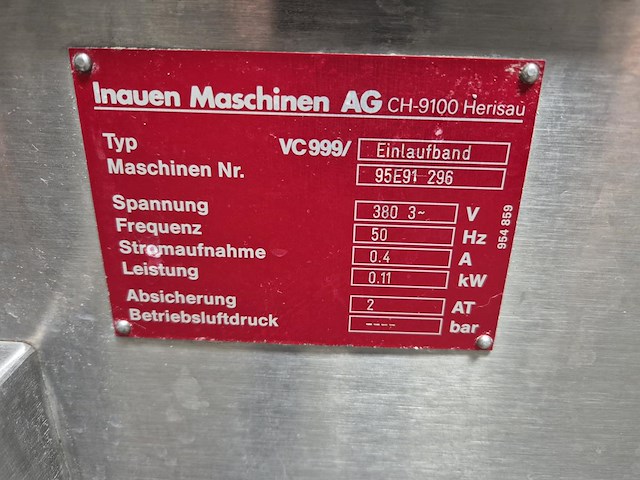 Inauen Maschinen AG CH-9100 Herisau
Typ VC999/ Einlaufband
Maschinen Nr. 95E91 296
Spannung 380 3~ V
Frequenz 50 Hz
Stromaufnahme 0.4 A
Leistung 0.11 kW
Absicherung 2 AT
Betriebsluftdruck ---- bar
954 859